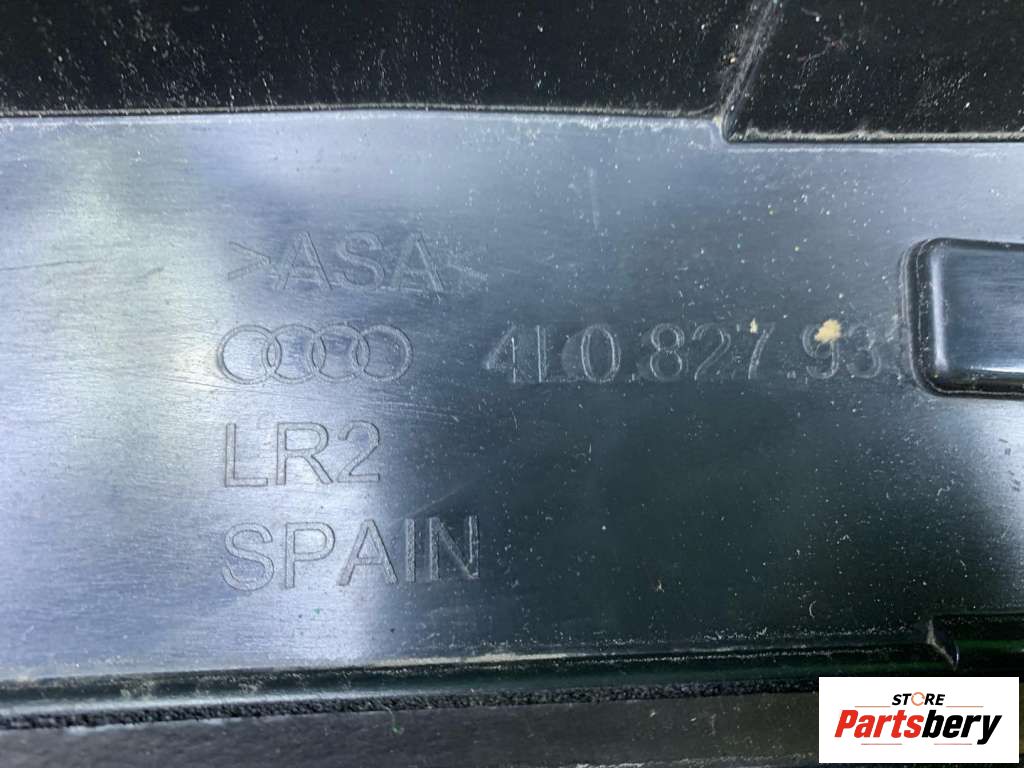 >ASA<
4L0.827.93
LR2
SPAIN
STORE
Partsbery